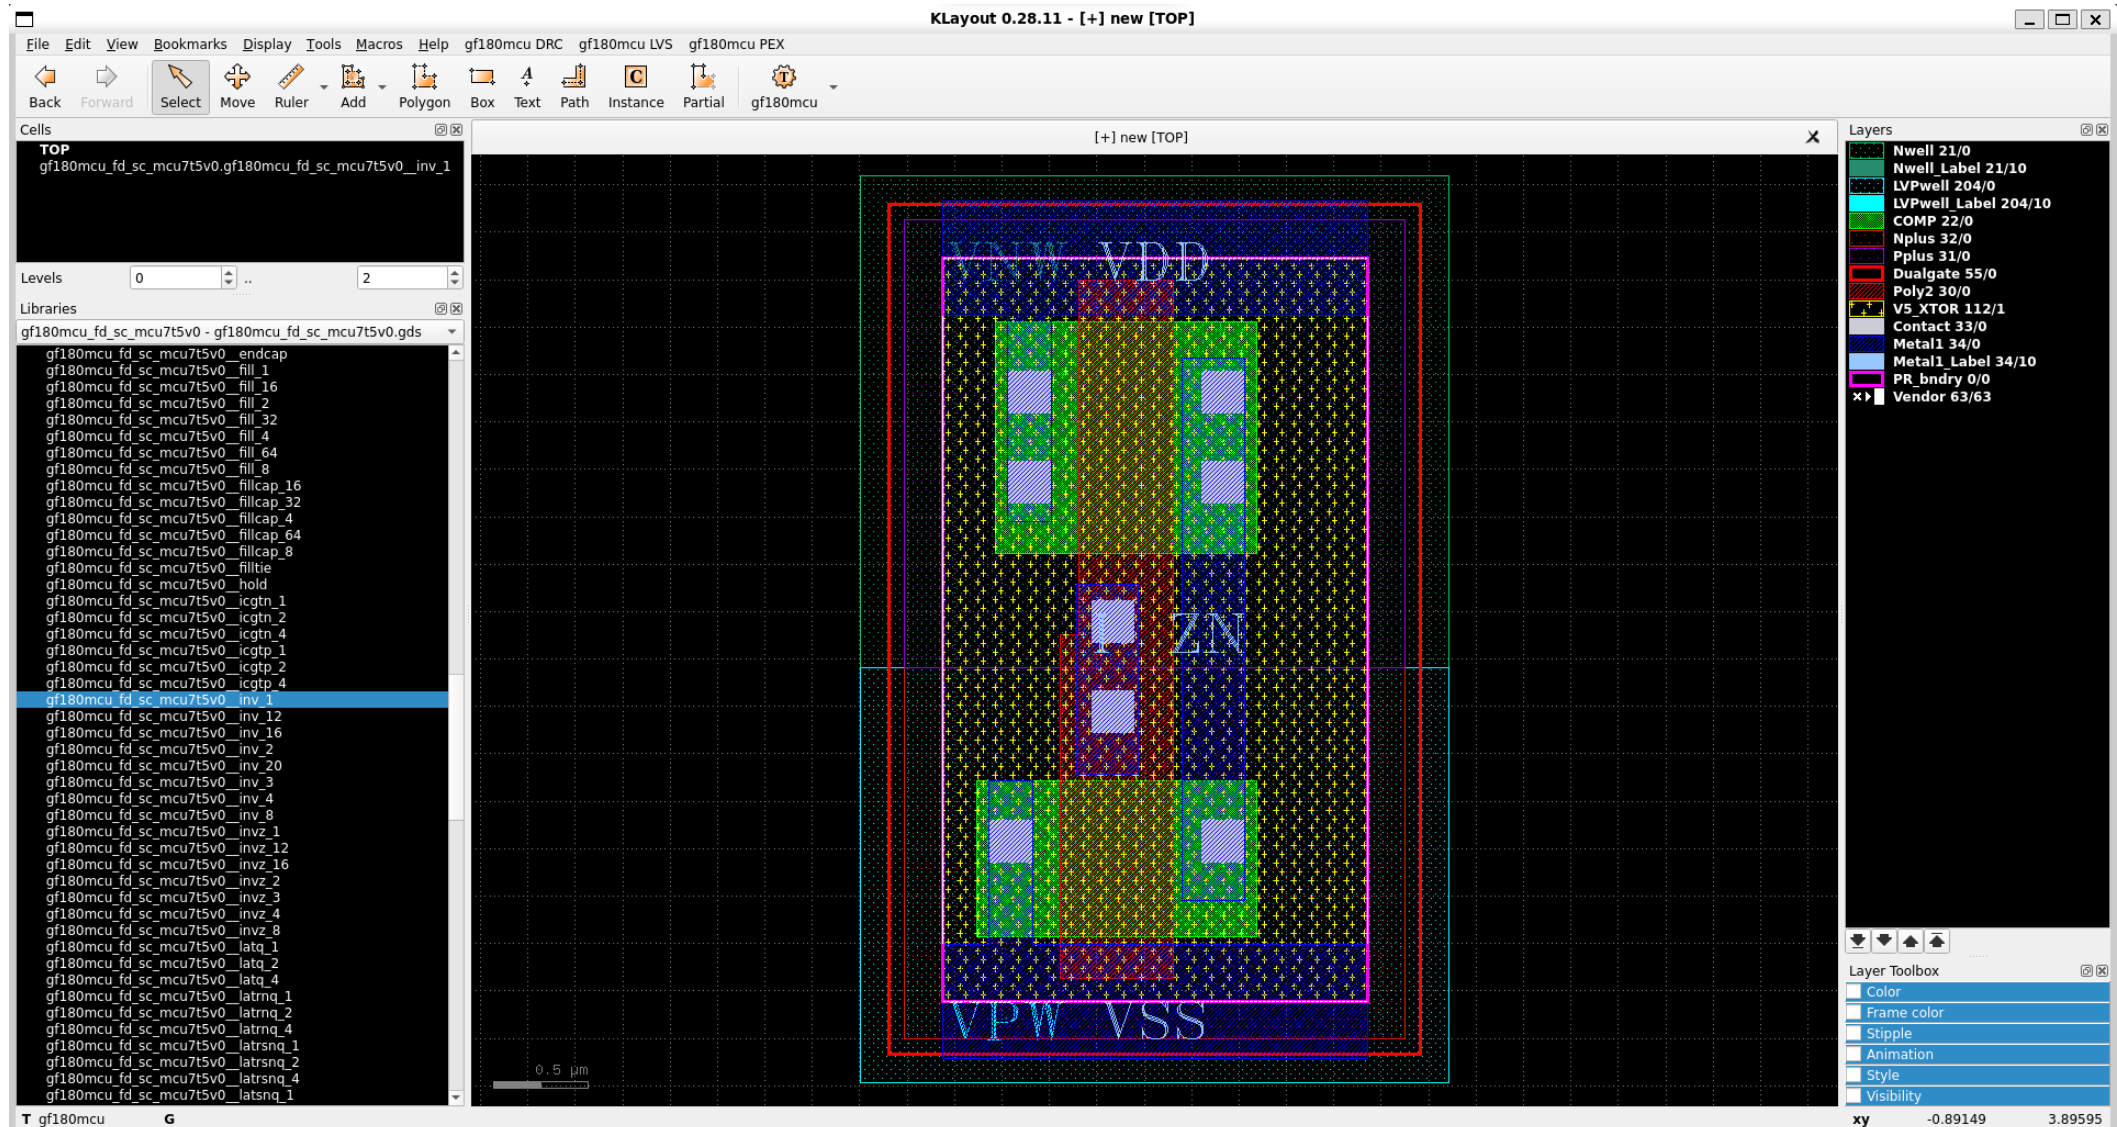 KLayout 0.28.11 - [+] new [TOP]
File Edit View Bookmarks Display Tools Macros Help gf180mcu DRC gf180mcu LVS gf180mcu PEX
Back Forward Select Move Ruler Add Polygon Box Text Path Instance Partial gf180mcu
Cells
TOP
gf180mcu_fd_sc_mcu7t5v0.gf180mcu_fd_sc_mcu7t5v0__inv_1
Levels 0 .. 2
Libraries
gf180mcu_fd_sc_mcu7t5v0 - gf180mcu_fd_sc_mcu7t5v0.gds
gf180mcu_fd_sc_mcu7t5v0__endcap
gf180mcu_fd_sc_mcu7t5v0__fill_1
gf180mcu_fd_sc_mcu7t5v0__fill_16
gf180mcu_fd_sc_mcu7t5v0__fill_2
gf180mcu_fd_sc_mcu7t5v0__fill_32
gf180mcu_fd_sc_mcu7t5v0__fill_4
gf180mcu_fd_sc_mcu7t5v0__fill_64
gf180mcu_fd_sc_mcu7t5v0__fill_8
gf180mcu_fd_sc_mcu7t5v0__fillcap_16
gf180mcu_fd_sc_mcu7t5v0__fillcap_32
gf180mcu_fd_sc_mcu7t5v0__fillcap_4
gf180mcu_fd_sc_mcu7t5v0__fillcap_64
gf180mcu_fd_sc_mcu7t5v0__fillcap_8
gf180mcu_fd_sc_mcu7t5v0__filltie
gf180mcu_fd_sc_mcu7t5v0__hold
gf180mcu_fd_sc_mcu7t5v0__icgtn_1
gf180mcu_fd_sc_mcu7t5v0__icgtn_2
gf180mcu_fd_sc_mcu7t5v0__icgtn_4
gf180mcu_fd_sc_mcu7t5v0__icgtp_1
gf180mcu_fd_sc_mcu7t5v0__icgtp_2
gf180mcu_fd_sc_mcu7t5v0__icgtp_4
gf180mcu_fd_sc_mcu7t5v0__inv_1
gf180mcu_fd_sc_mcu7t5v0__inv_12
gf180mcu_fd_sc_mcu7t5v0__inv_16
gf180mcu_fd_sc_mcu7t5v0__inv_2
gf180mcu_fd_sc_mcu7t5v0__inv_20
gf180mcu_fd_sc_mcu7t5v0__inv_3
gf180mcu_fd_sc_mcu7t5v0__inv_4
gf180mcu_fd_sc_mcu7t5v0__inv_8
gf180mcu_fd_sc_mcu7t5v0__invz_1
gf180mcu_fd_sc_mcu7t5v0__invz_12
gf180mcu_fd_sc_mcu7t5v0__invz_16
gf180mcu_fd_sc_mcu7t5v0__invz_2
gf180mcu_fd_sc_mcu7t5v0__invz_3
gf180mcu_fd_sc_mcu7t5v0__invz_4
gf180mcu_fd_sc_mcu7t5v0__invz_8
gf180mcu_fd_sc_mcu7t5v0__latq_1
gf180mcu_fd_sc_mcu7t5v0__latq_2
gf180mcu_fd_sc_mcu7t5v0__latq_4
gf180mcu_fd_sc_mcu7t5v0__latrnq_1
gf180mcu_fd_sc_mcu7t5v0__latrnq_2
gf180mcu_fd_sc_mcu7t5v0__latrnq_4
gf180mcu_fd_sc_mcu7t5v0__latrsnq_1
gf180mcu_fd_sc_mcu7t5v0__latrsnq_2
gf180mcu_fd_sc_mcu7t5v0__latrsnq_4
gf180mcu_fd_sc_mcu7t5v0__latsnq_1
[+] new [TOP]
VNW VDD
I ZN
VPW VSS
0.5 µm
Layers
Nwell 21/0
Nwell_Label 21/10
LVPwell 204/0
LVPwell_Label 204/10
COMP 22/0
Nplus 32/0
Pplus 31/0
Dualgate 55/0
Poly2 30/0
V5_XTOR 112/1
Contact 33/0
Metal1 34/0
Metal1_Label 34/10
PR_bndry 0/0
Vendor 63/63
Layer Toolbox
Color
Frame color
Stipple
Animation
Style
Visibility
T gf180mcu G
xy -0.89149 3.89595